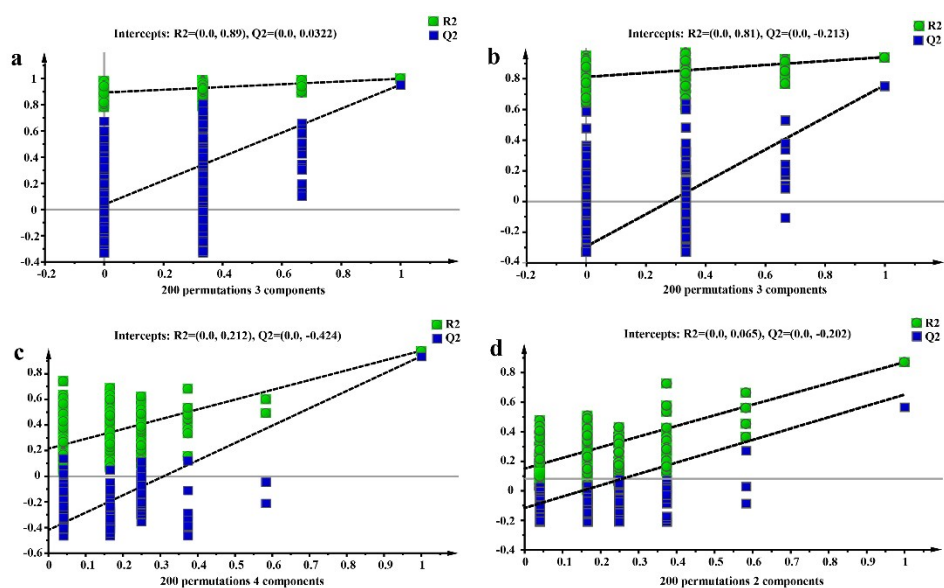 a
Intercepts: R2=(0.0, 0.89), Q2=(0.0, 0.0322)
R2
Q2
1
0.8
0.6
0.4
0.2
0
-0.2
-0.4
-0.2 0 0.2 0.4 0.6 0.8 1
200 permutations 3 components
b
Intercepts: R2=(0.0, 0.81), Q2=(0.0, -0.213)
R2
Q2
0.8
0.6
0.4
0.2
0
-0.2
-0.4
-0.2 0 0.2 0.4 0.6 0.8 1
200 permutations 3 components
c
Intercepts: R2=(0.0, 0.212), Q2=(0.0, -0.424)
R2
Q2
1
0.8
0.6
0.4
0.2
0
-0.2
-0.4
-0.6
0 0.1 0.2 0.3 0.4 0.5 0.6 0.7 0.8 0.9 1
200 permutations 4 components
d
Intercepts: R2=(0.0, 0.065), Q2=(0.0, -0.202)
R2
Q2
1
0.8
0.6
0.4
0.2
0
-0.2
-0.4
0 0.1 0.2 0.3 0.4 0.5 0.6 0.7 0.8 0.9 1
200 permutations 2 components